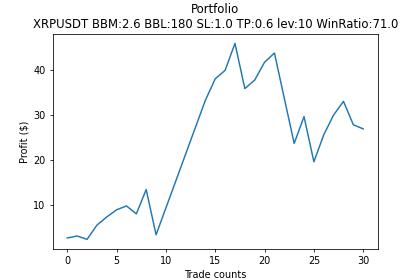 Portfolio
XRPUSDT BBM:2.6 BBL:180 SL:1.0 TP:0.6 lev:10 WinRatio:71.0
40
30
20
10
Profit ($)
0 5 10 15 20 25 30
Trade counts